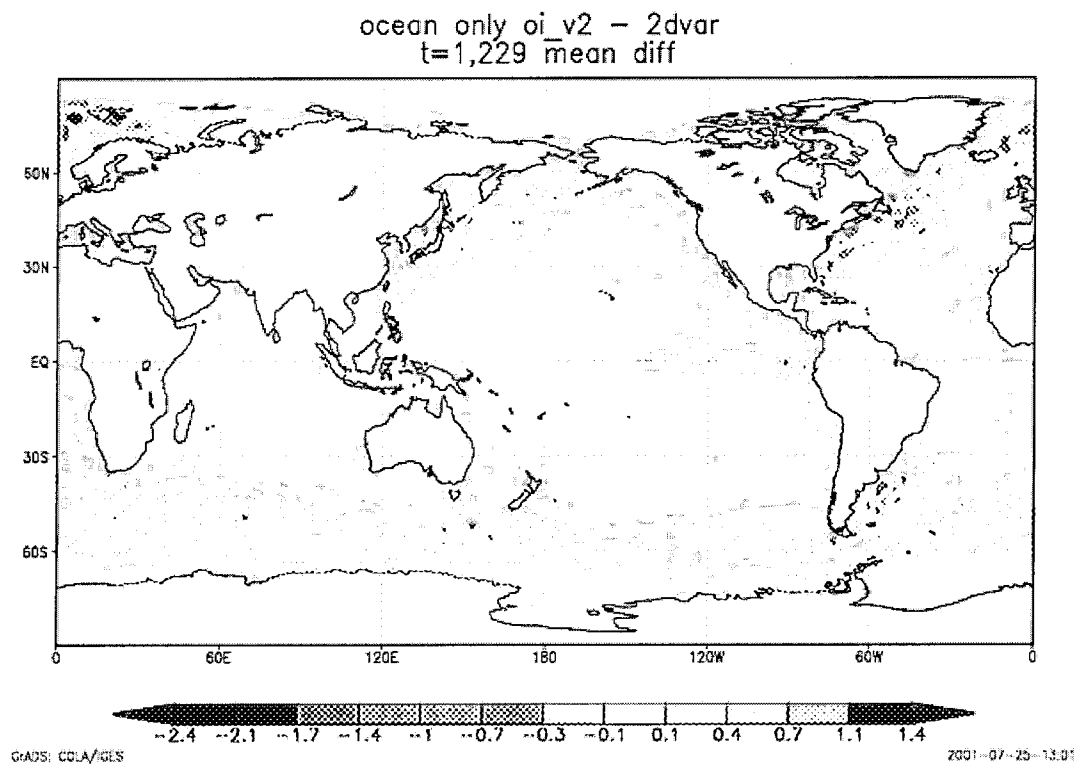 ocean only oi_v2 – 2dvar
t=1,229 mean diff
60N
30N
EQ
30S
60S
0 60E 120E 180 120W 60W 0
−2.4 −2.1 −1.7 −1.4 −1 −0.7 −0.3 −0.1 0.1 0.4 0.7 1.1 1.4
GrADS: COLA/IGES 2001-07-25-13:01